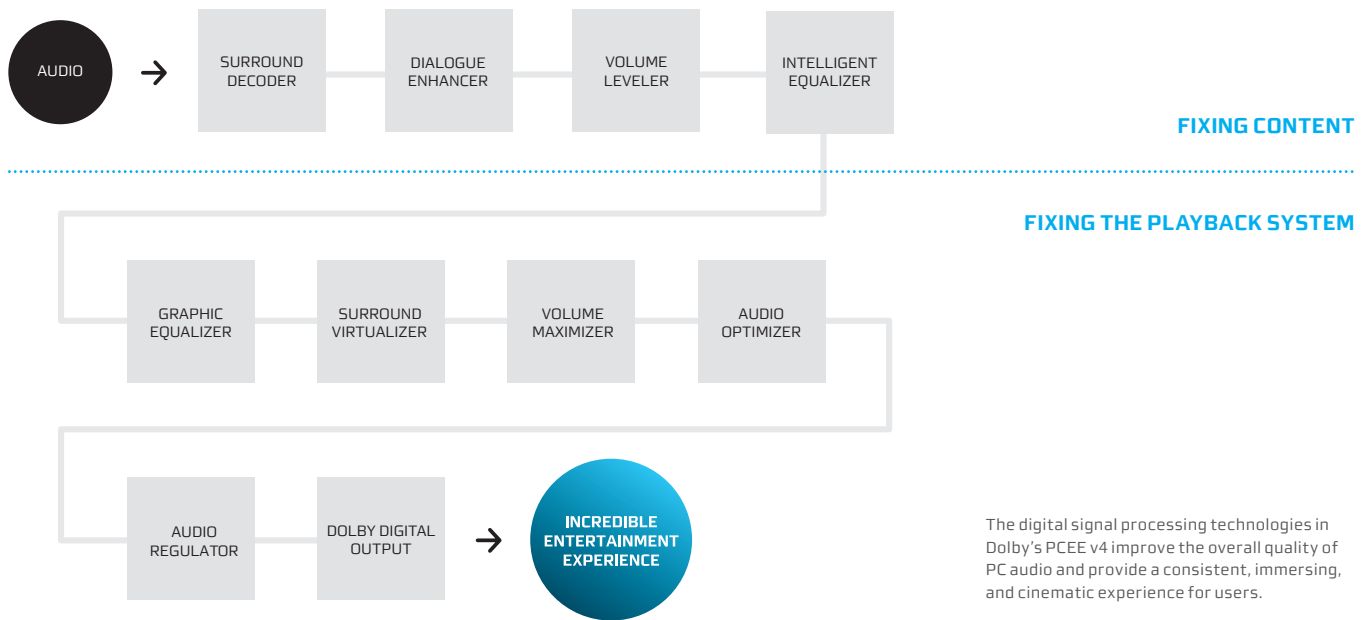 AUDIO
SURROUND
DECODER
DIALOGUE
ENHANCER
VOLUME
LEVELER
INTELLIGENT
EQUALIZER
FIXING CONTENT
FIXING THE PLAYBACK SYSTEM
GRAPHIC
EQUALIZER
SURROUND
VIRTUALIZER
VOLUME
MAXIMIZER
AUDIO
OPTIMIZER
AUDIO
REGULATOR
DOLBY DIGITAL
OUTPUT
INCREDIBLE
ENTERTAINMENT
EXPERIENCE
The digital signal processing technologies in
Dolby's PCEE v4 improve the overall quality of
PC audio and provide a consistent, immersing,
and cinematic experience for users.